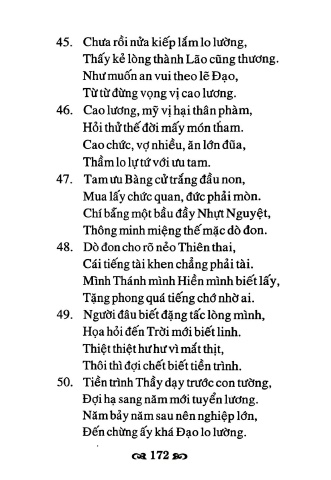 45. Chưa rồi nửa kiếp lắm lo lường,
Thấy kẻ lòng thành Lão cũng thương.
Như muốn an vui theo lẽ Đạo,
Từ từ đừng vọng vị cao lương.
46. Cao lương, mỹ vị hại thân phàm,
Hỏi thử thế đời mấy món tham.
Cao chức, vợ nhiều, ăn lớn đũa,
Thầm lo lự tứ với ưu tam.
47. Tam ưu Bàng cử trắng đầu non,
Mua lấy chức quan, đức phải mòn.
Chí bằng một bầu đầy Nhựt Nguyệt,
Thông minh miệng thế mặc dò đon.
48. Dò đon cho rõ nẻo Thiên thai,
Cái tiếng tài khen chẳng phải tài.
Mình Thánh mình Hiền mình biết lấy,
Tặng phong quá tiếng chớ nhờ ai.
49. Người đâu biết đặng tấc lòng mình,
Họa hỏi đến Trời mới biết linh.
Thiệt thiệt hư hư vì mắt thịt,
Thôi thì đợi chết biết tiền trình.
50. Tiền trình Thầy dạy trước con tường,
Đợi hạ sang năm mới tuyển lương.
Năm bảy năm sau nên nghiệp lớn,
Đến chừng ấy khá Đạo lo lường.
172